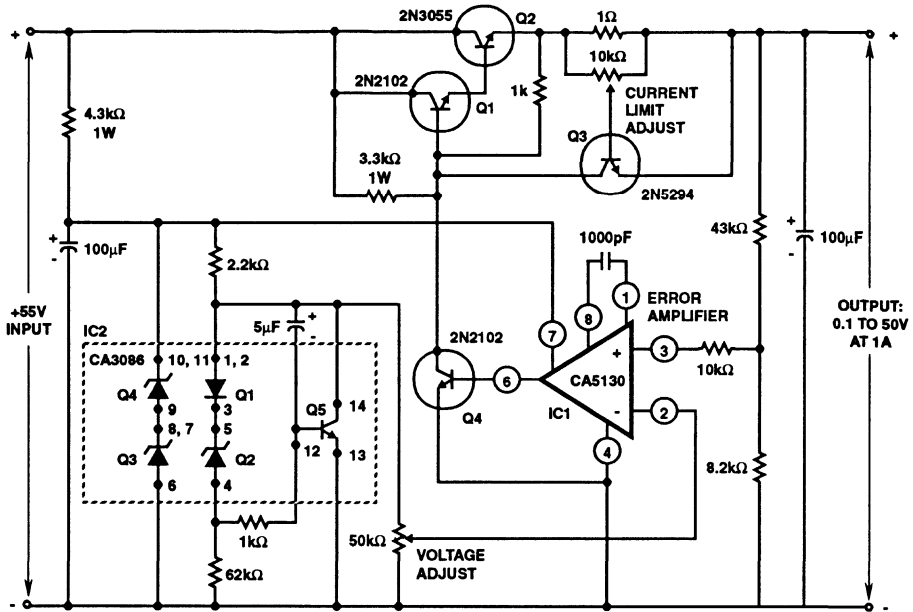 2N3055
Q2
1Ω
+
+
10kΩ
2N2102
Q1
1k
CURRENT
LIMIT
ADJUST
4.3kΩ
1W
Q3
3.3kΩ
1W
2N5294
+
-
100μF
1000pF
43kΩ
+
-
100μF
2.2kΩ
+55V
INPUT
5μF
+
-
1
8
7
ERROR
AMPLIFIER
OUTPUT:
0.1 TO 50V
AT 1A
IC2
CA3086
10, 11
1, 2
2N2102
+
3
10kΩ
Q4
Q1
6
CA5130
9
3
Q5
14
Q4
IC1
-
2
8, 7
5
12
13
4
Q3
Q2
6
4
8.2kΩ
1kΩ
50kΩ
VOLTAGE
ADJUST
62kΩ
-
-